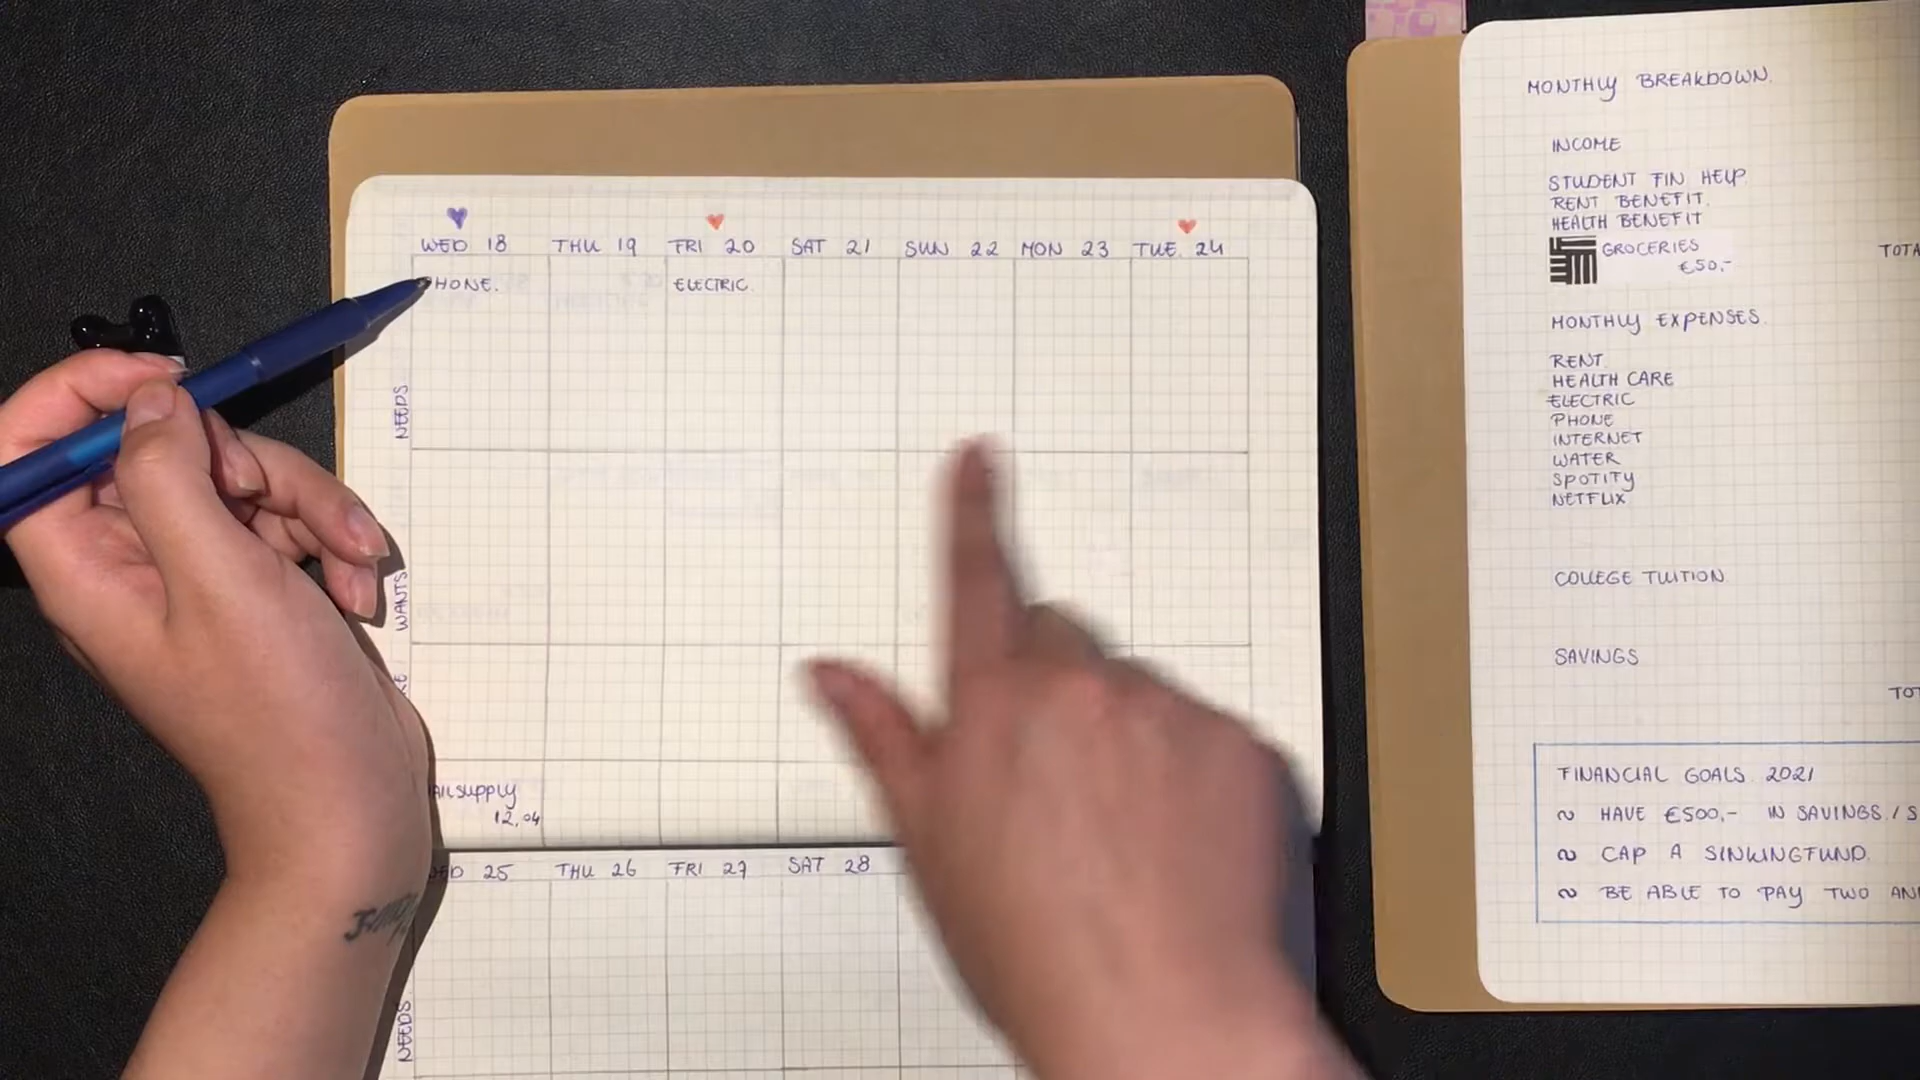 WED 18 THU 19 FRI 20 SAT 21 SUN 22 MON 23 TUE 24
PHONE. ELECTRIC.
NEEDS
WANTS
12,04
25 THU 26 FRI 27 SAT 28
NEEDS
MONTHLY BREAKDOWN.
INCOME
STUDENT FIN HELP.
RENT BENEFIT.
HEALTH BENEFIT
GROCERIES
€50,-
MONTHLY EXPENSES.
RENT
HEALTH CARE
ELECTRIC
PHONE
INTERNET
WATER
SPOTIFY
NETFLIX
COLLEGE TUITION
SAVINGS
FINANCIAL GOALS 2021
~ HAVE €500,- IN SAVINGS. / S
~ CAP A SINKINGFUND.
~ BE ABLE TO PAY TWO